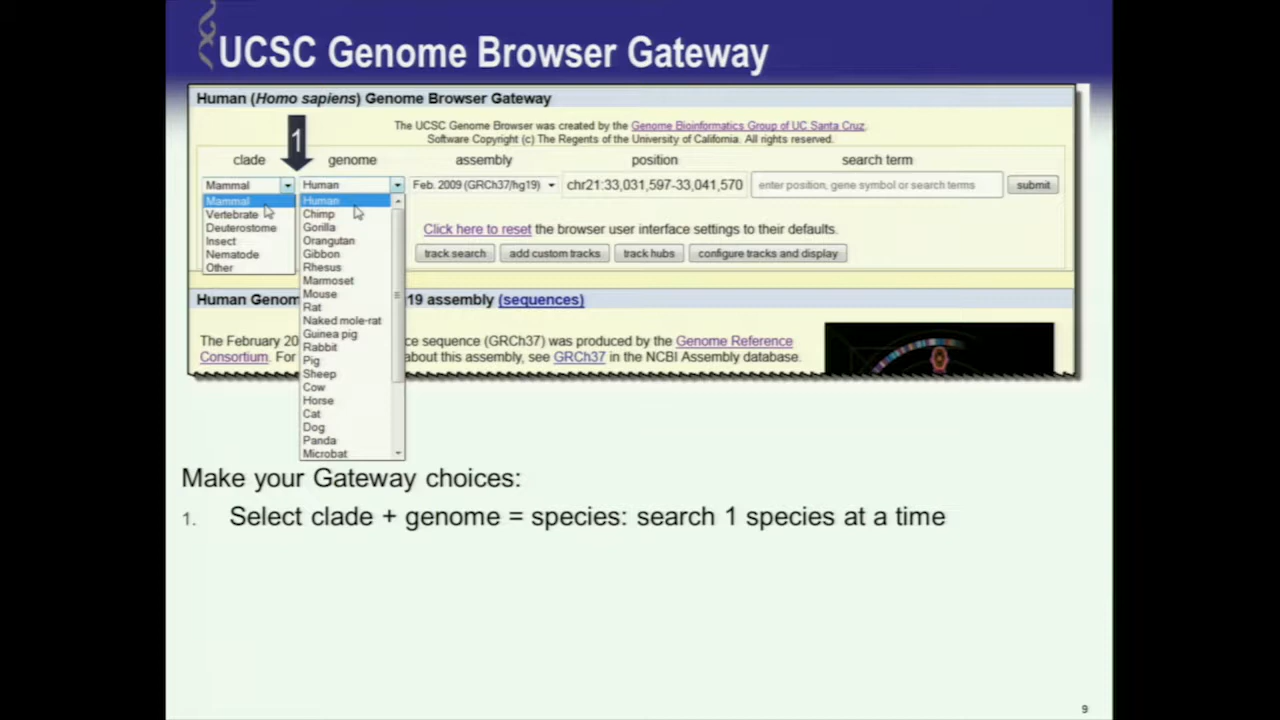 UCSC Genome Browser Gateway
Human (Homo sapiens) Genome Browser Gateway
1
The UCSC Genome Browser was created by the Genome Bioinformatics Group of UC Santa Cruz.
Software Copyright (c) The Regents of the University of California. All rights reserved.
clade genome assembly position search term
Mammal Human Feb. 2009 (GRCh37/hg19) chr21:33,031,597-33,041,570 enter position, gene symbol or search terms submit
Mammal
Vertebrate
Deuterostome
Insect
Nematode
Other
Human
Chimp
Gorilla
Orangutan
Gibbon
Rhesus
Marmoset
Mouse
Rat
Naked mole-rat
Guinea pig
Rabbit
Pig
Sheep
Cow
Horse
Cat
Dog
Panda
Microbat
Click here to reset the browser user interface settings to their defaults.
track search add custom tracks track hubs configure tracks and display
Human Genom 19 assembly (sequences)
The February 20 ce sequence (GRCh37) was produced by the Genome Reference
Consortium. For about this assembly, see GRCh37 in the NCBI Assembly database.
Make your Gateway choices:
1. Select clade + genome = species: search 1 species at a time
9